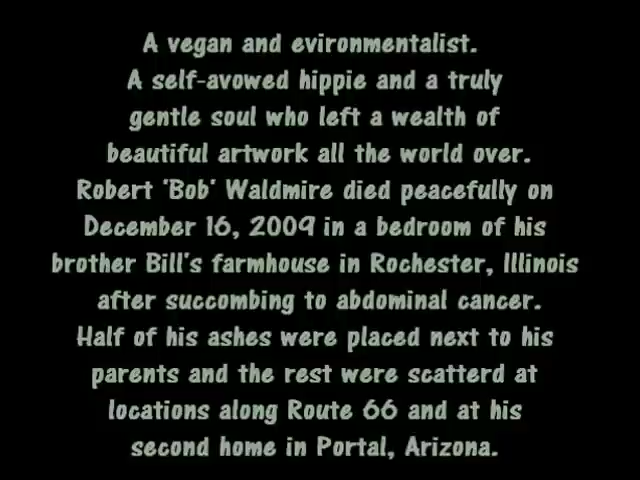 A vegan and evironmentalist.
A self-avowed hippie and a truly
gentle soul who left a wealth of
beautiful artwork all the world over.
Robert 'Bob' Waldmire died peacefully on
December 16, 2009 in a bedroom of his
brother Bill's farmhouse in Rochester, Illinois
after succombing to abdominal cancer.
Half of his ashes were placed next to his
parents and the rest were scatterd at
locations along Route 66 and at his
second home in Portal, Arizona.